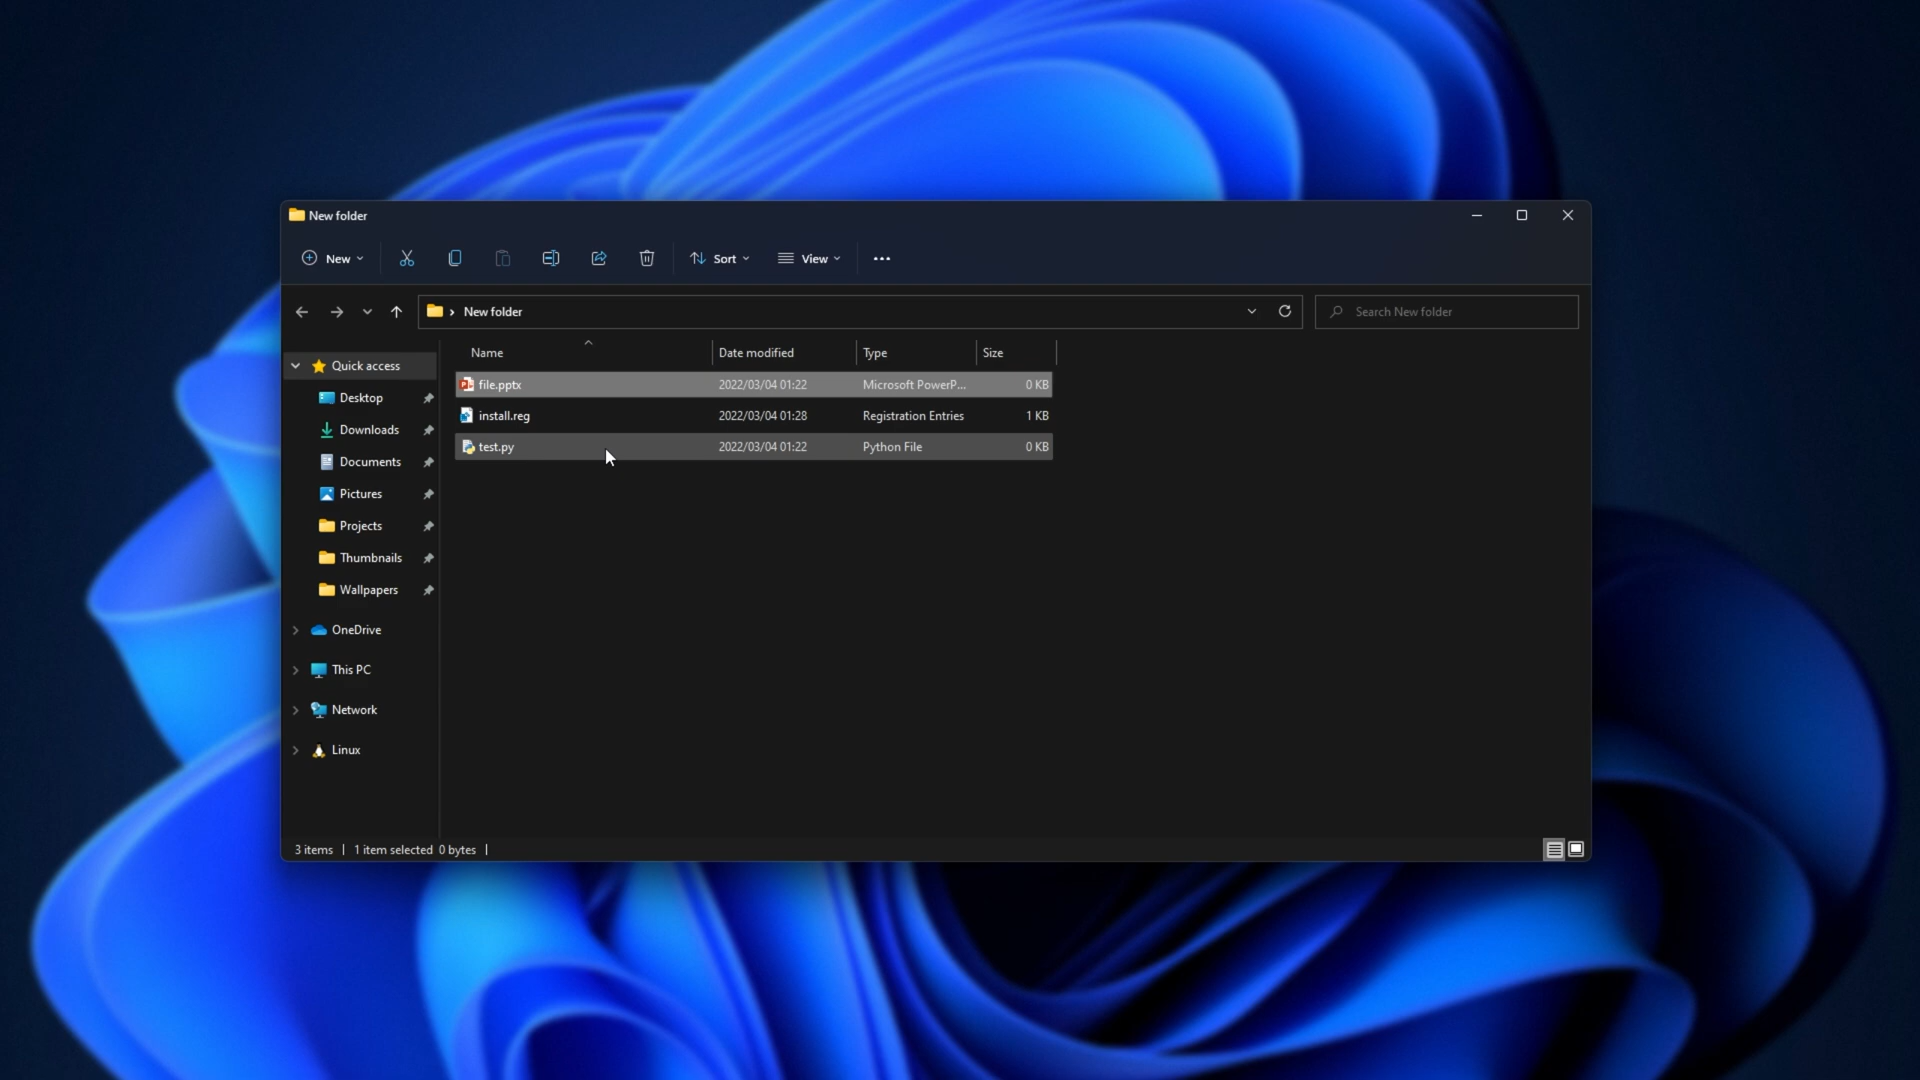 New folder
New
Sort
View
New folder
Search New folder
Name Date modified Type Size
Quick access
file.pptx 2022/03/04 01:22 Microsoft PowerP... 0 KB
Desktop
install.reg 2022/03/04 01:28 Registration Entries 1 KB
Downloads
test.py 2022/03/04 01:22 Python File 0 KB
Documents
Pictures
Projects
Thumbnails
Wallpapers
OneDrive
This PC
Network
Linux
3 items | 1 item selected 0 bytes |